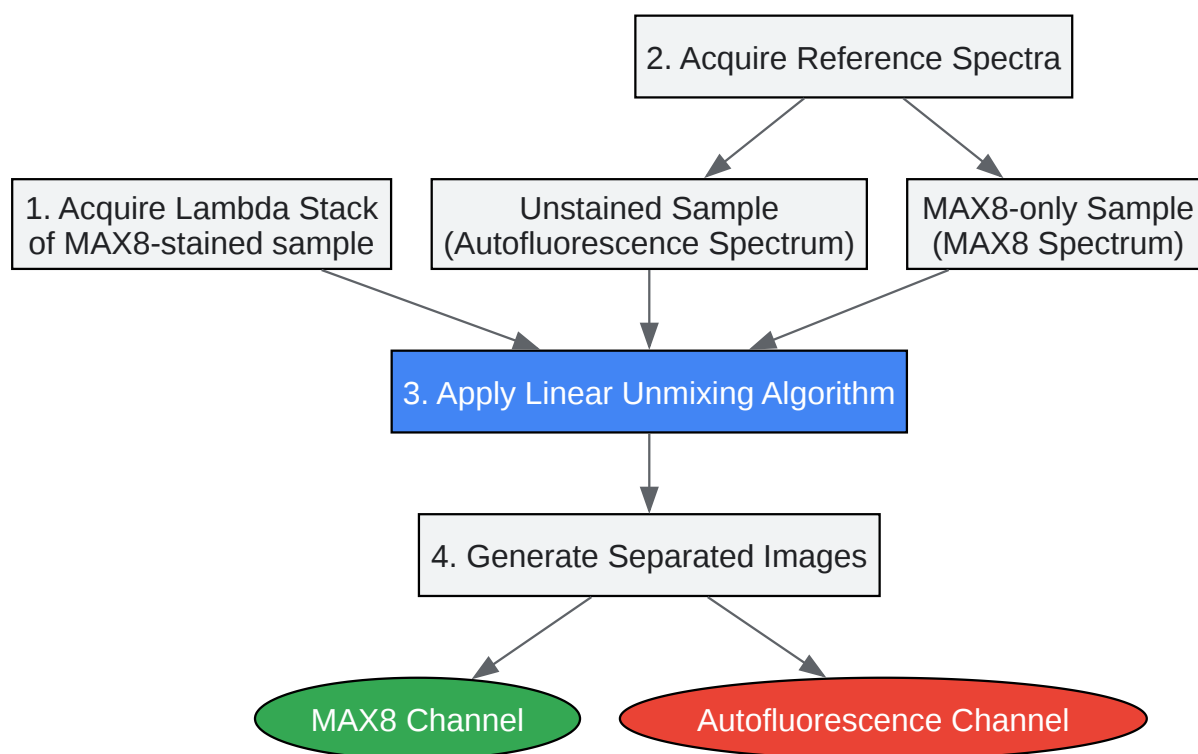 2. Acquire Reference Spectra
1. Acquire Lambda Stack
of MAX8-stained sample
Unstained Sample
(Autofluorescence Spectrum)
MAX8-only Sample
(MAX8 Spectrum)
3. Apply Linear Unmixing Algorithm
4. Generate Separated Images
MAX8 Channel
Autofluorescence Channel